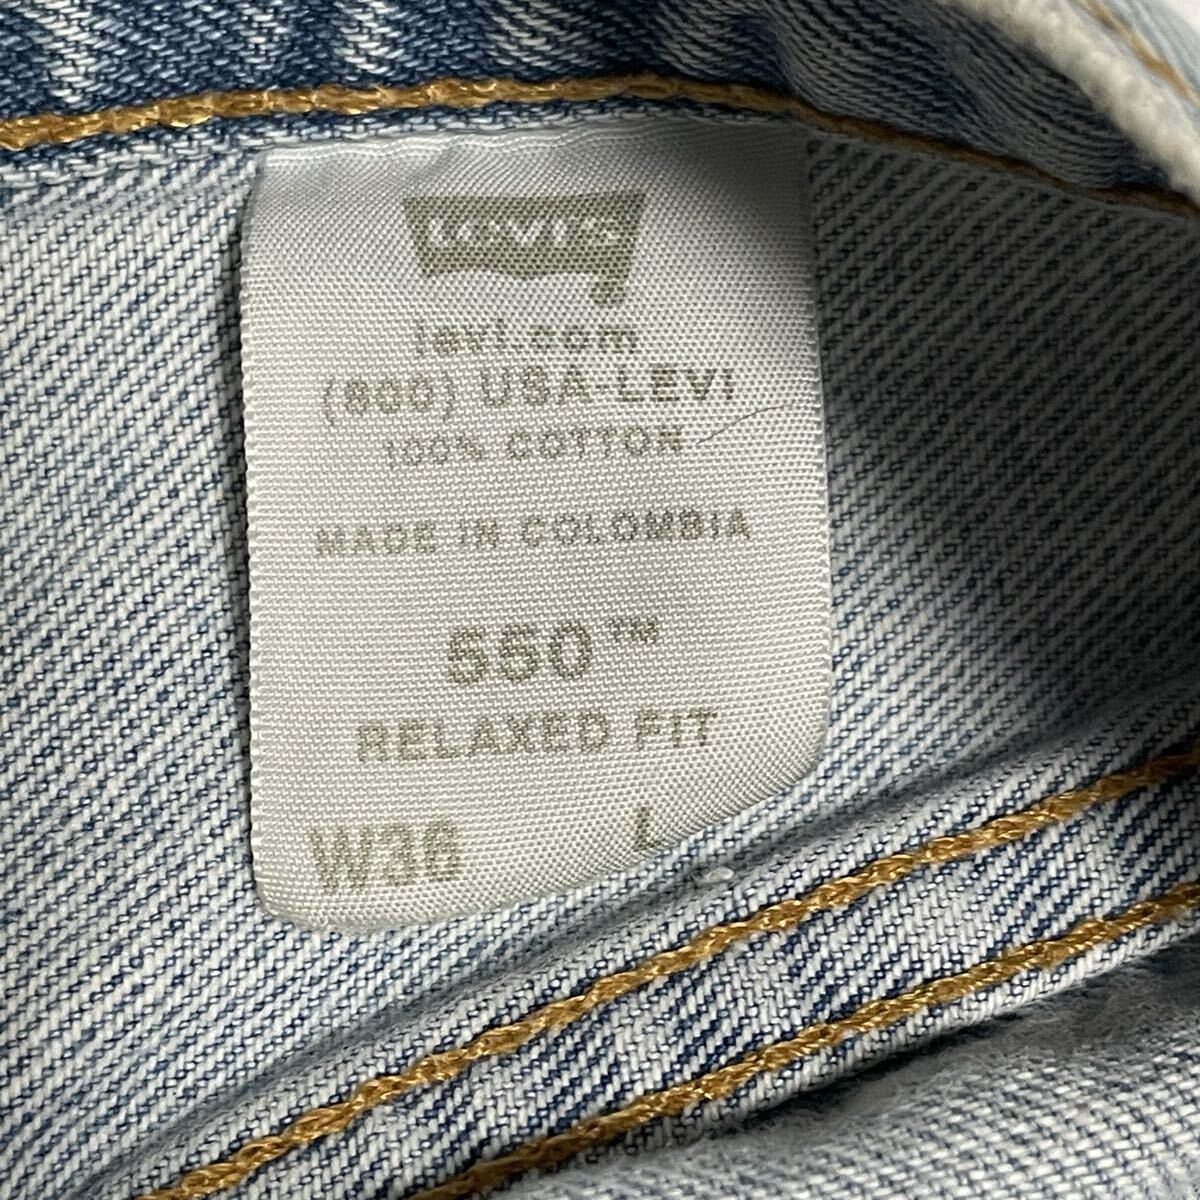 Levi's
levi.com
(800) USA-LEVI
100% COTTON
MADE IN COLOMBIA
550™
RELAXED FIT
W36 L